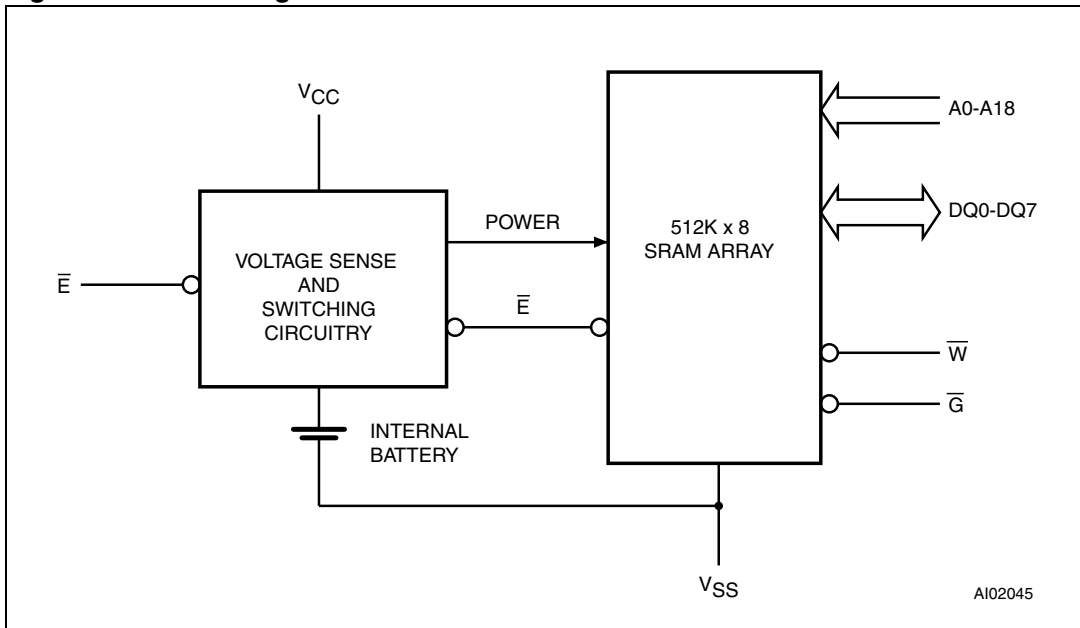 VCC
A0-A18
DQ0-DQ7
POWER
512K x 8
SRAM ARRAY
VOLTAGE SENSE
AND
SWITCHING
CIRCUITRY
E̅
E̅
W̅
G̅
INTERNAL
BATTERY
VSS
AI02045